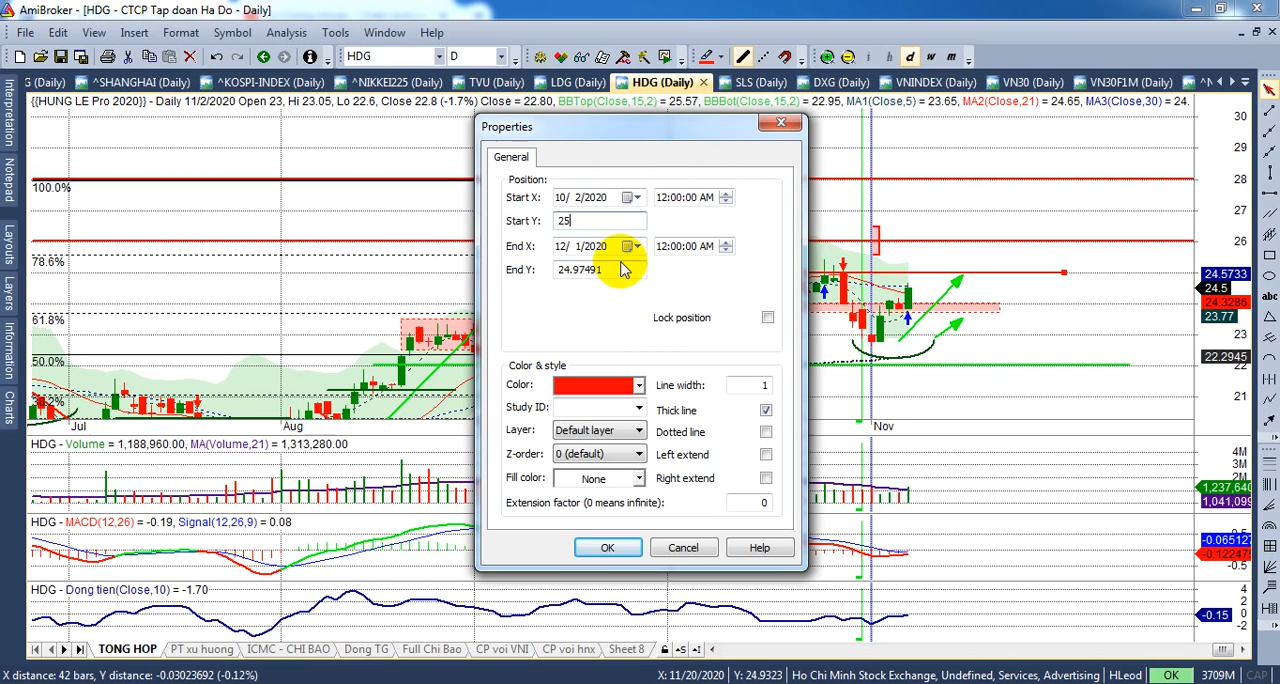 AmiBroker - [HDG - CTCP Tap doan Ha Do - Daily]
File Edit View Insert Format Symbol Analysis Tools Window Help
HDG D i h d w m
G (Daily) ^SHANGHAI (Daily) ^KOSPI-INDEX (Daily) ^NIKKEI225 (Daily) TVU (Daily) LDG (Daily) HDG (Daily) SLS (Daily) DXG (Daily) VNINDEX (Daily) VN30 (Daily) VN30F1M (Daily)
{{HUNG LE Pro 2020}} - Daily 11/2/2020 Open 23, Hi 23.05, Lo 22.6, Close 22.8 (-1.7%) Close = 22.80, BBTop(Close,15,2) = 25.57, BBBot(Close,15,2) = 22.95, MA1(Close,5) = 23.65, MA2(Close,21) = 24.65, MA3(Close,30) = 24.
Interpretation
Notepad
Layouts
Layers
Information
Charts
100.0%
78.6%
61.8%
50.0%
38.2%
Jul Aug Nov
30
28
27
26
24.5733
24.5
24.3286
23.77
23
22.2945
22
21
Properties
General
Position:
Start X: 10/ 2/2020 12:00:00 AM
Start Y: 25
End X: 12/ 1/2020 12:00:00 AM
End Y: 24.97491
Lock position
Color & style
Color: Line width: 1
Study ID: Thick line
Layer: Default layer Dotted line
Z-order: 0 (default) Left extend
Fill color: None Right extend
Extension factor (0 means infinite): 0
OK Cancel Help
HDG - Volume = 1,188,960.00, MA(Volume,21) = 1,313,280.00
4M
3M
2M
1,237,640
1,041,099
HDG - MACD(12,26) = -0.19, Signal(12,26,9) = 0.08
0.5
-0.065127
-0.122475
-0.5
HDG - Dong tien(Close,10) = -1.70
4
2
-0.15
-2
TONG HOP PT xu huong ICMC - CHI BAO Dong TG Full Chi Bao CP voi VNI CP voi hnx Sheet 8
X distance: 42 bars, Y distance: -0.03023692 (-0.12%) X: 11/20/2020 Y: 24.9323 Ho Chi Minh Stock Exchange, Undefined, Services, Advertising HLeod OK 3709M CAP